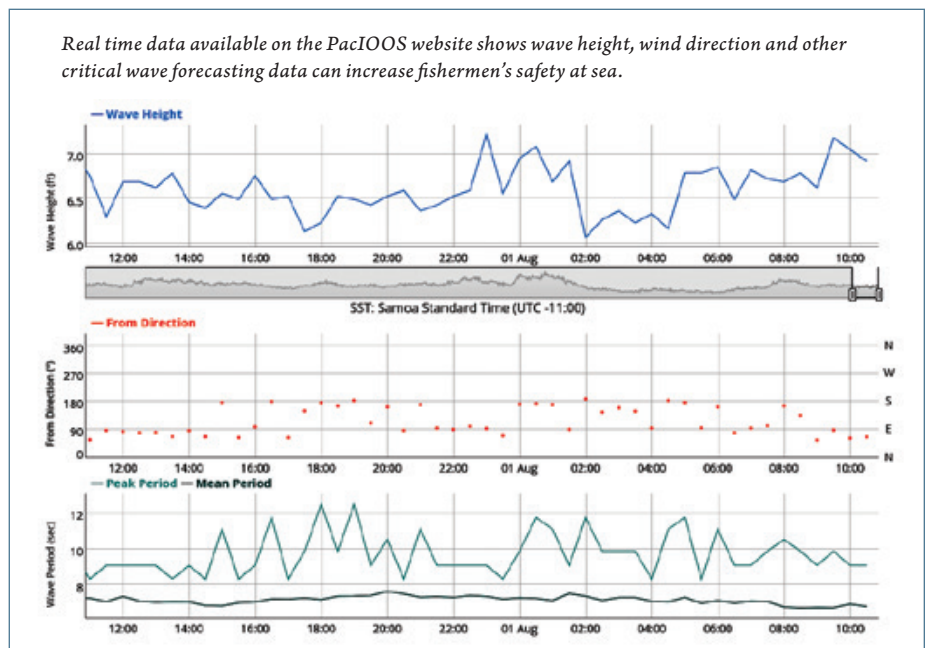 Real time data available on the PacIOOS website shows wave height, wind direction and other
critical wave forecasting data can increase fishermen's safety at sea.
— Wave Height
Wave Height (ft)
7.0
6.5
6.0
12:00 14:00 16:00 18:00 20:00 22:00 01 Aug 02:00 04:00 06:00 08:00 10:00
SST: Samoa Standard Time (UTC -11:00)
— From Direction
From Direction (°)
360 N
270 W
180 S
90 E
0 N
12:00 14:00 16:00 18:00 20:00 22:00 01 Aug 02:00 04:00 06:00 08:00 10:00
— Peak Period — Mean Period
Wave Period (sec)
12
10
8
12:00 14:00 16:00 18:00 20:00 22:00 01 Aug 02:00 04:00 06:00 08:00 10:00